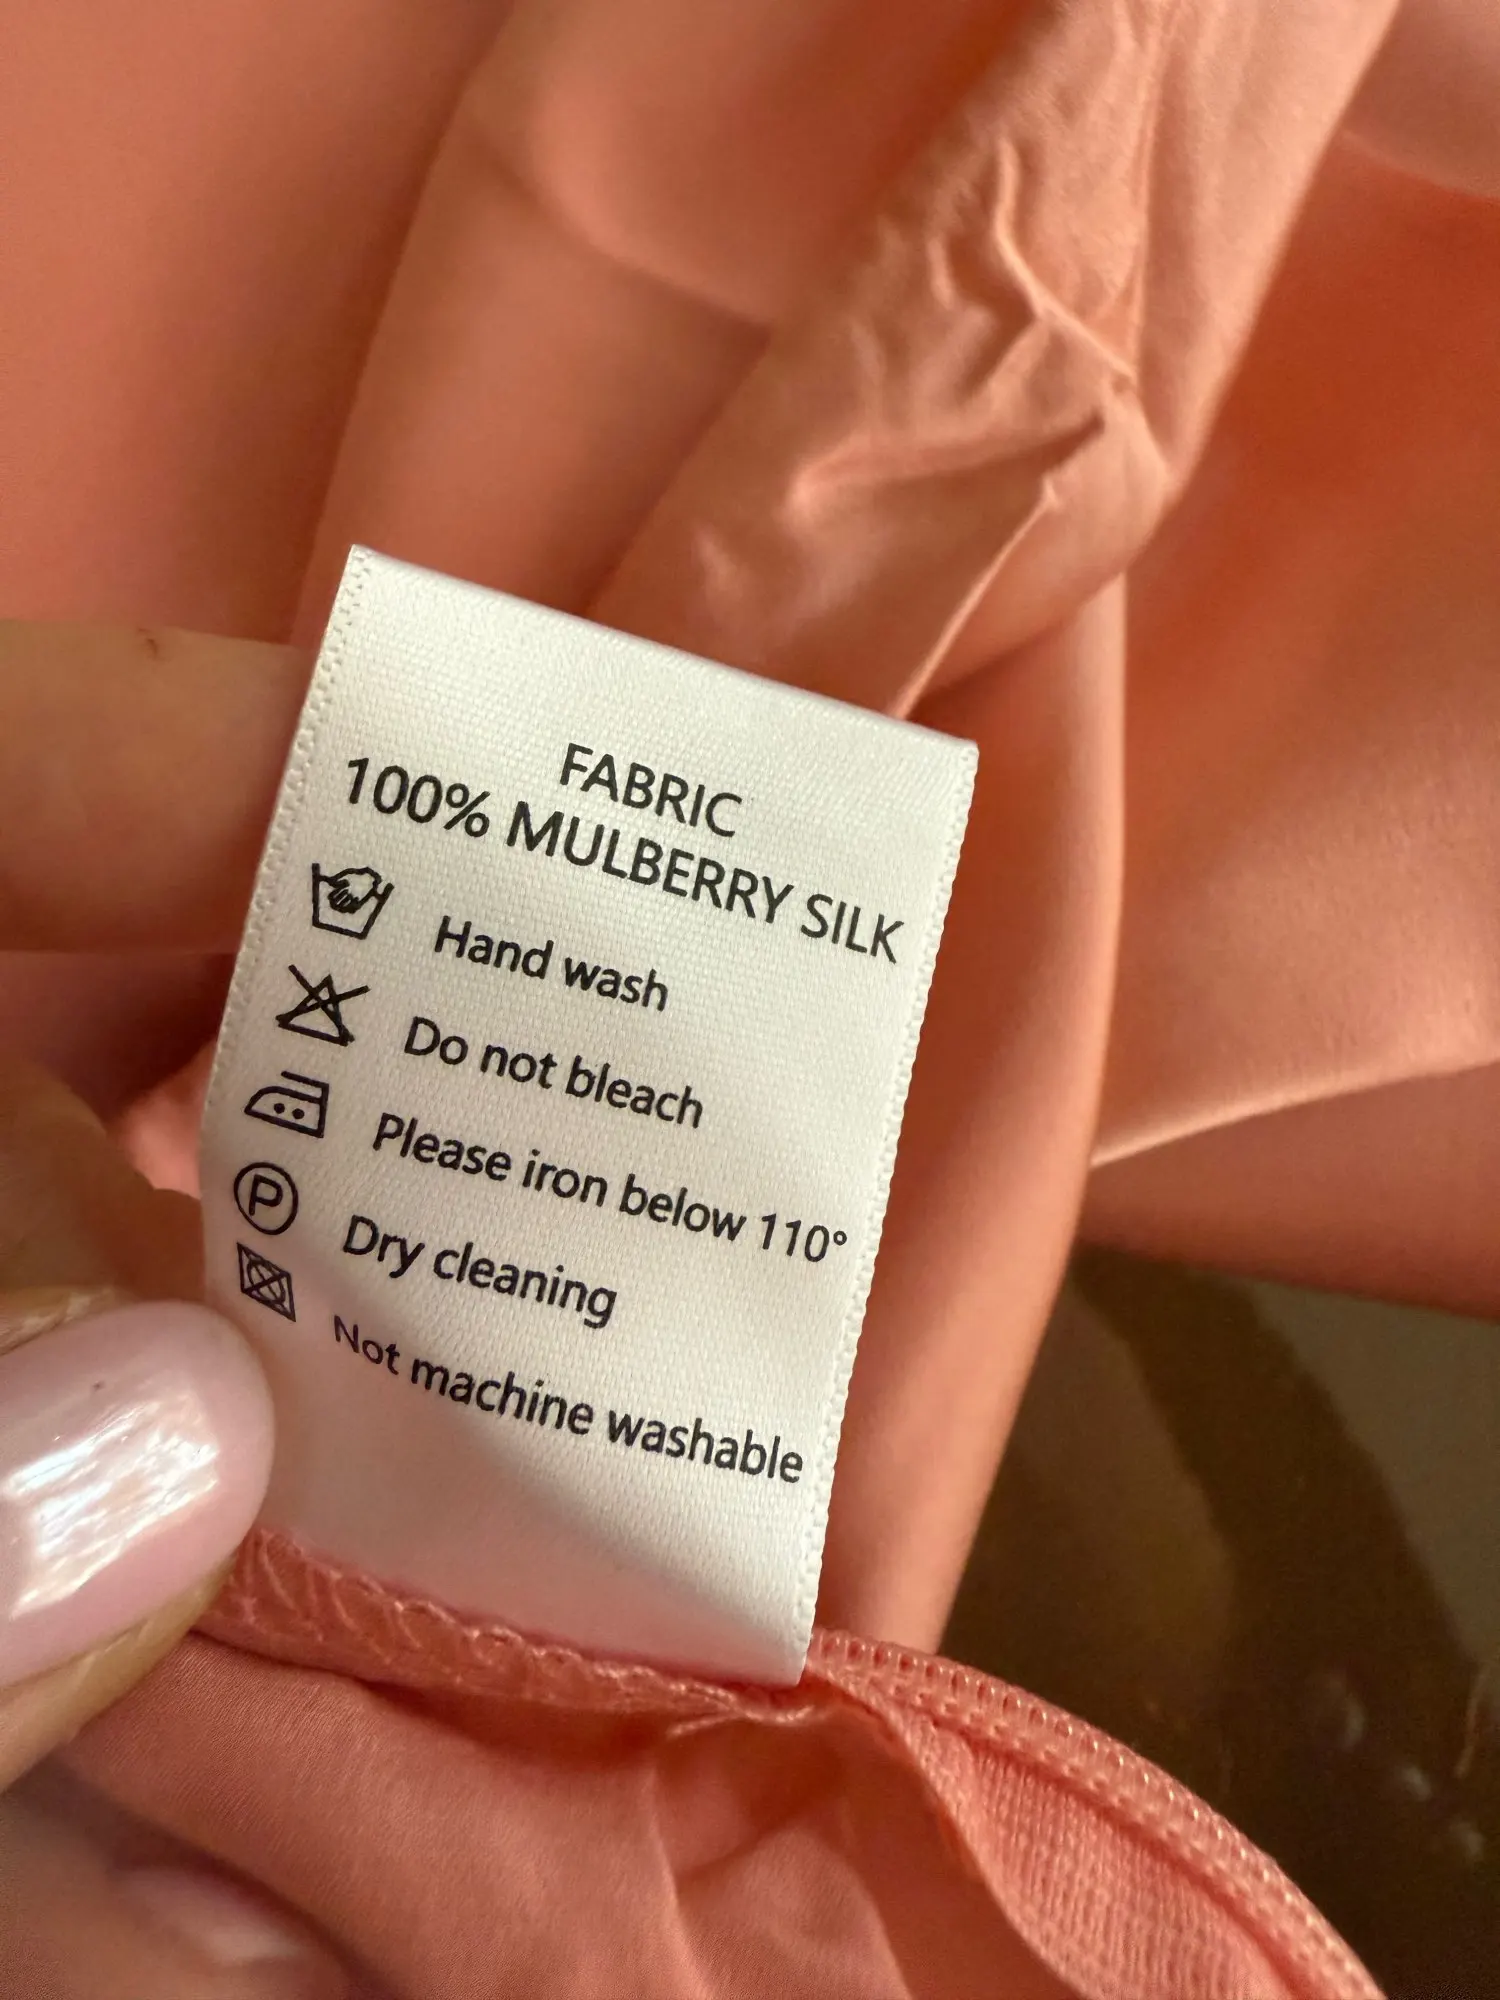 FABRIC
100% MULBERRY SILK
Hand wash
Do not bleach
Please iron below 110°
P Dry cleaning
Not machine washable